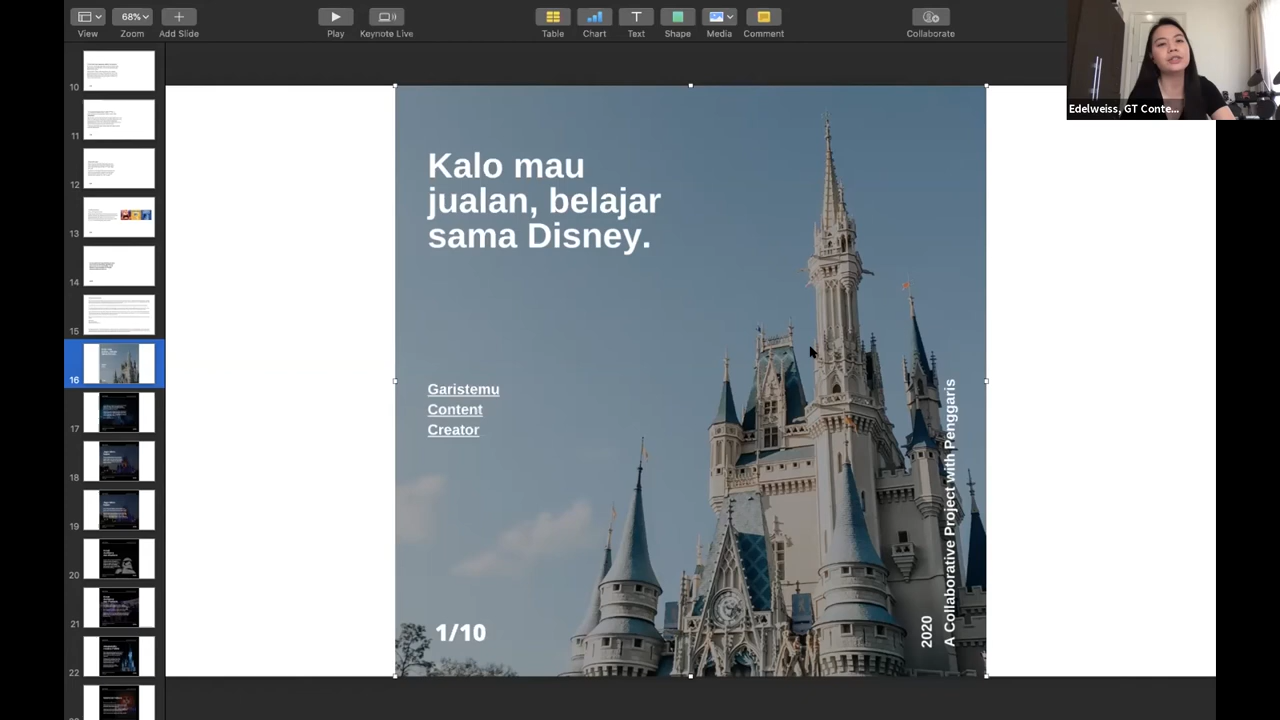 View
68%
Zoom
Add Slide
Play
Keynote Live
Table
Chart
Text
Shape
Media
Comment
Collaborate
Edelweiss, GT Conte...
10
11
12
13
14
15
16
17
18
19
20
21
22
Kalo mau
jualan, belajar
sama Disney.
Garistemu
Content
Creator
1/10
2020
A Collaborative Project with Penggaris